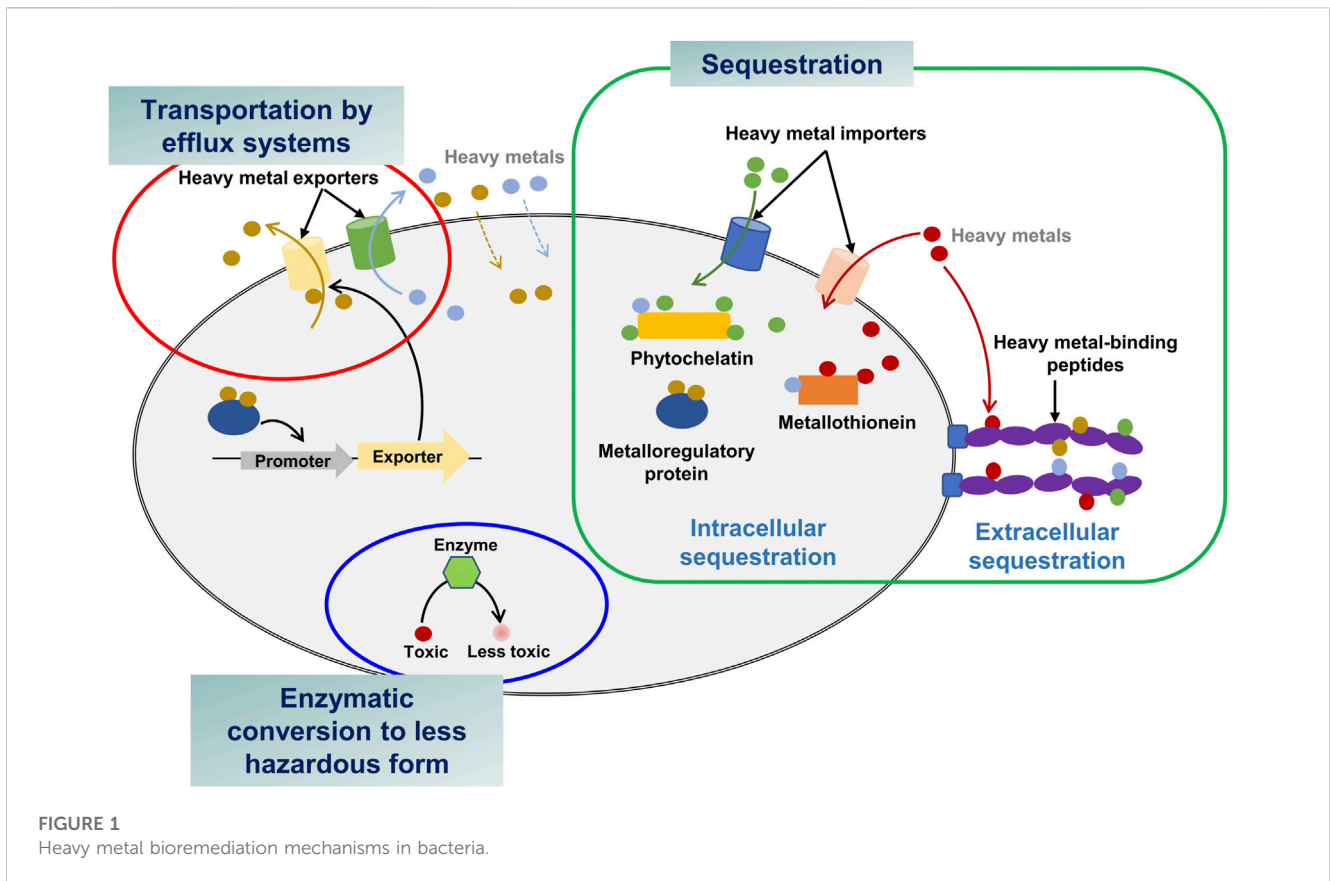 Sequestration
Transportation by
efflux systems
Heavy metal exporters
Heavy metals
Heavy metal importers
Heavy metals
Heavy metal-binding
peptides
Phytochelatin
Metallothionein
Metalloregulatory
protein
Promoter
Exporter
Intracellular
sequestration
Extracellular
sequestration
Enzyme
Toxic
Less toxic
Enzymatic
conversion to less
hazardous form
FIGURE 1
Heavy metal bioremediation mechanisms in bacteria.